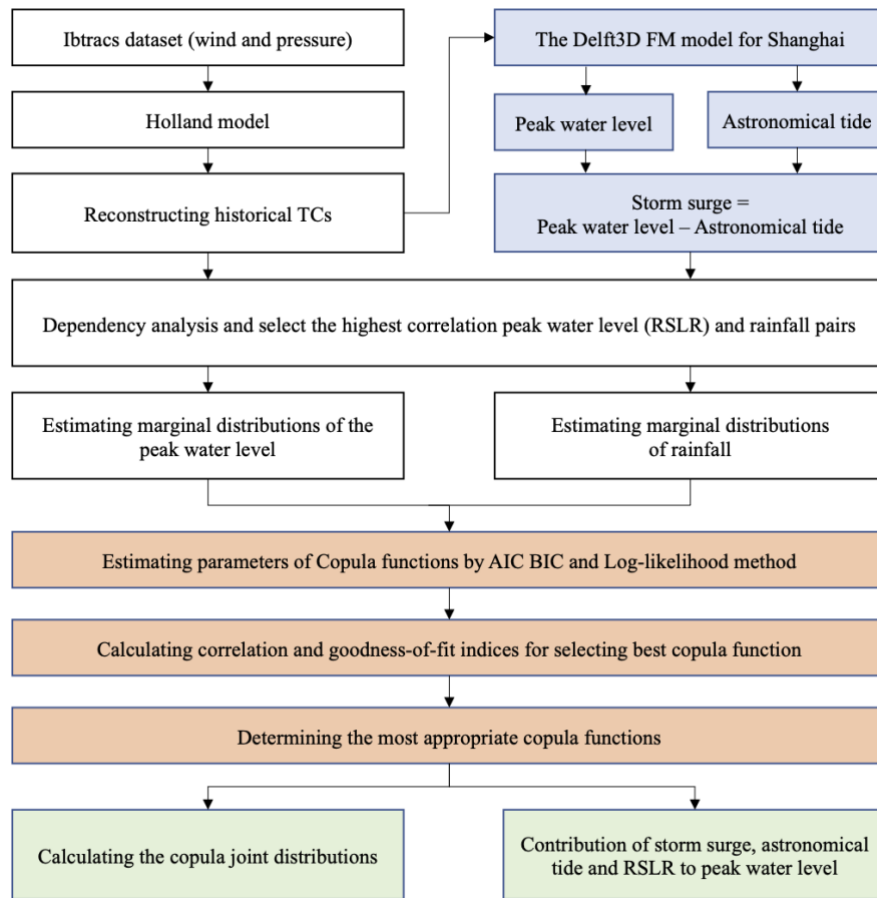 Ibtracs dataset (wind and pressure)
The Delft3D FM model for Shanghai
Holland model
Peak water level
Astronomical tide
Reconstructing historical TCs
Storm surge =
Peak water level – Astronomical tide
Dependency analysis and select the highest correlation peak water level (RSLR) and rainfall pairs
Estimating marginal distributions of the
peak water level
Estimating marginal distributions
of rainfall
Estimating parameters of Copula functions by AIC BIC and Log-likelihood method
Calculating correlation and goodness-of-fit indices for selecting best copula function
Determining the most appropriate copula functions
Calculating the copula joint distributions
Contribution of storm surge, astronomical
tide and RSLR to peak water level